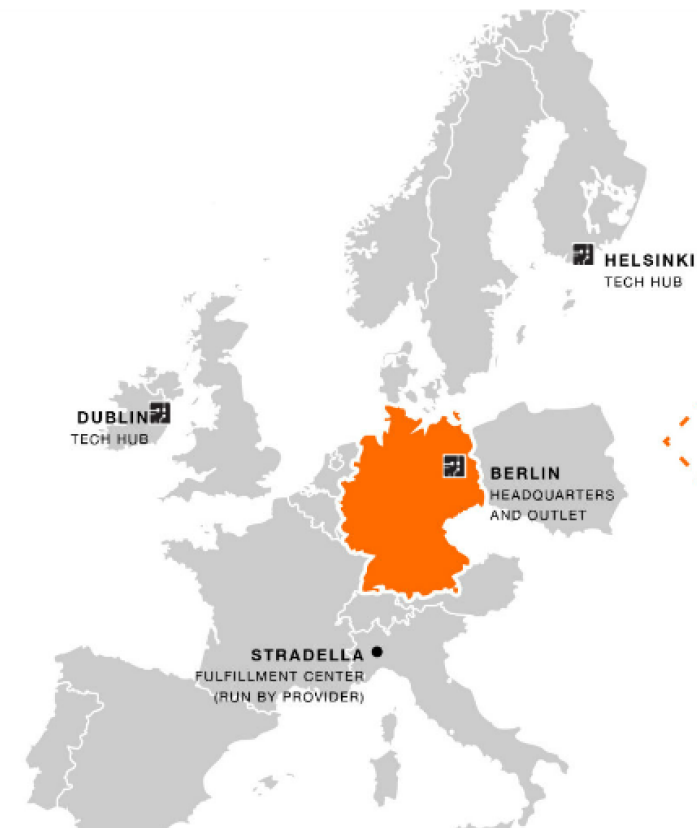 HELSINKI
TECH HUB
DUBLIN
TECH HUB
BERLIN
HEADQUARTERS
AND OUTLET
STRADELLA
FULFILLMENT CENTER
(RUN BY PROVIDER)